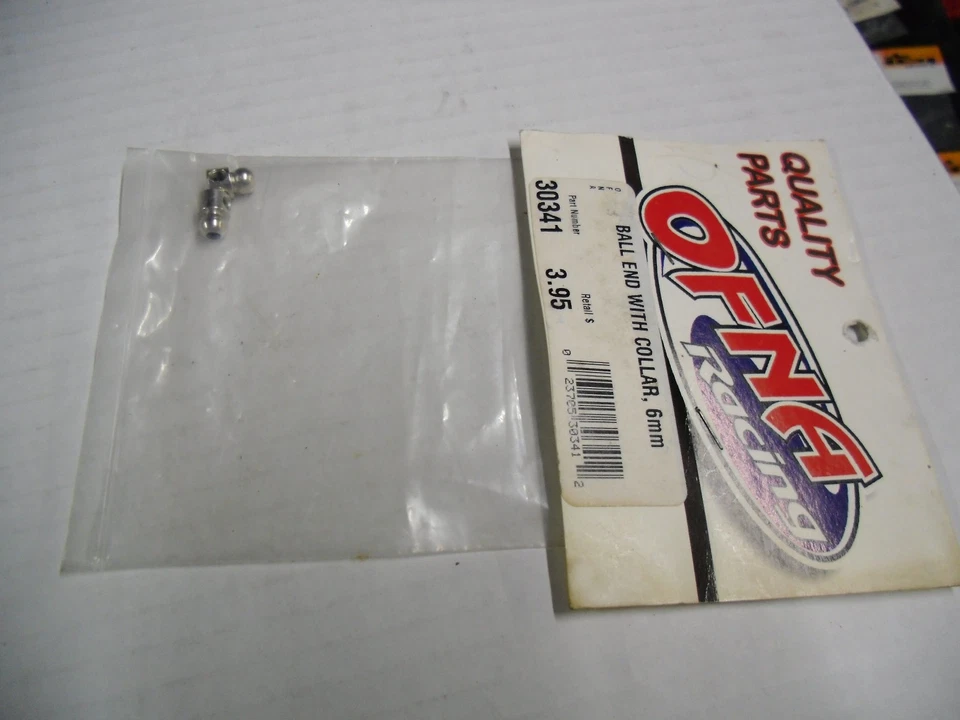 QUALITY
PARTS
OFNA
Racing
OFNA
BALL END WITH COLLAR, 6mm
Part Number
Retail $
30341
3.95
0 23705 30341 2